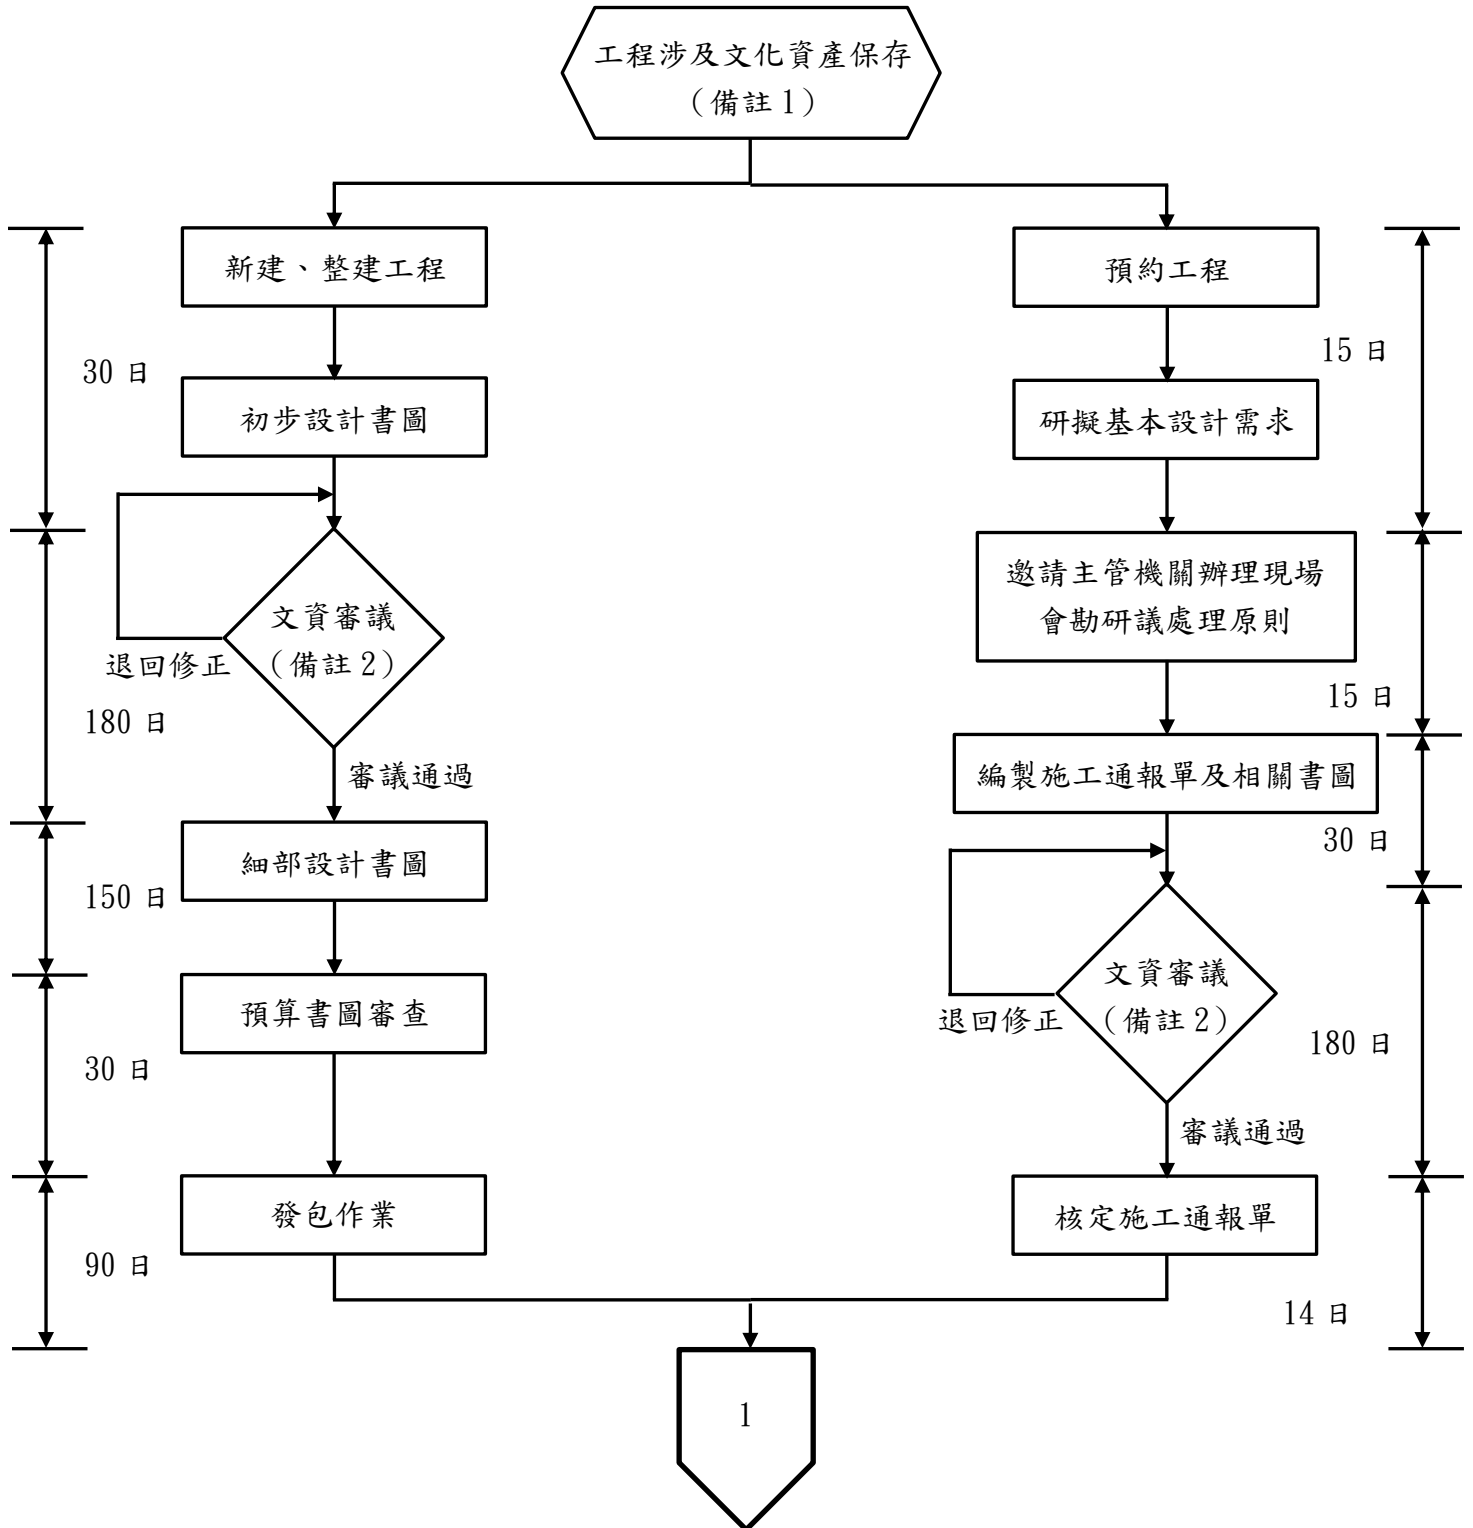 工程涉及文化資產保存
(備註1)
新建、整建工程
30 日
初步設計書圖
文資審議
(備註2)
退回修正
180 日
審議通過
細部設計書圖
150 日
預算書圖審查
30 日
發包作業
90 日
預約工程
15 日
研擬基本設計需求
邀請主管機關辦理現場
會勘研議處理原則
15 日
編製施工通報單及相關書圖
30 日
文資審議
(備註2)
退回修正
180 日
審議通過
核定施工通報單
14 日
1